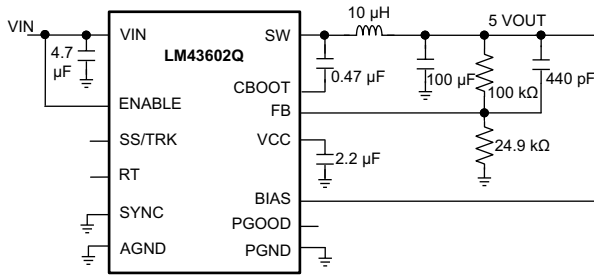 VIN
4.7
µF
VIN
ENABLE
SS/TRK
RT
SYNC
AGND
LM43602Q
SW
CBOOT
FB
VCC
BIAS
PGOOD
PGND
10 µH
5 VOUT
0.47 µF
100 µF
100 kΩ
440 pF
24.9 kΩ
2.2 µF